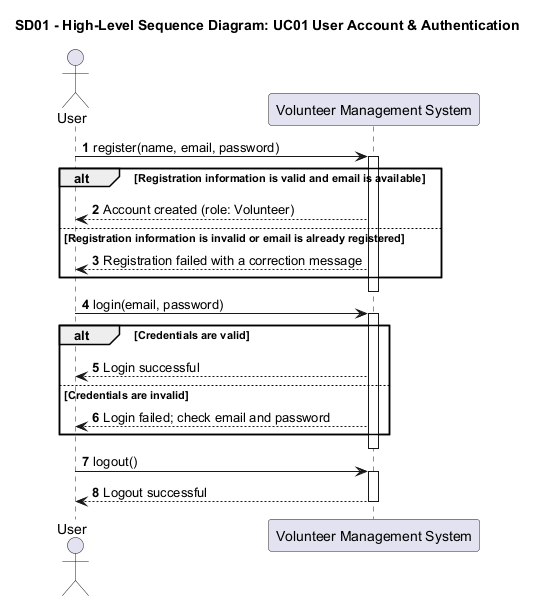 SD01 - High-Level Sequence Diagram: UC01 User Account & Authentication
User
Volunteer Management System
1 register(name, email, password)
alt [Registration information is valid and email is available]
2 Account created (role: Volunteer)
[Registration information is invalid or email is already registered]
3 Registration failed with a correction message
4 login(email, password)
alt [Credentials are valid]
5 Login successful
[Credentials are invalid]
6 Login failed; check email and password
7 logout()
8 Logout successful
User
Volunteer Management System